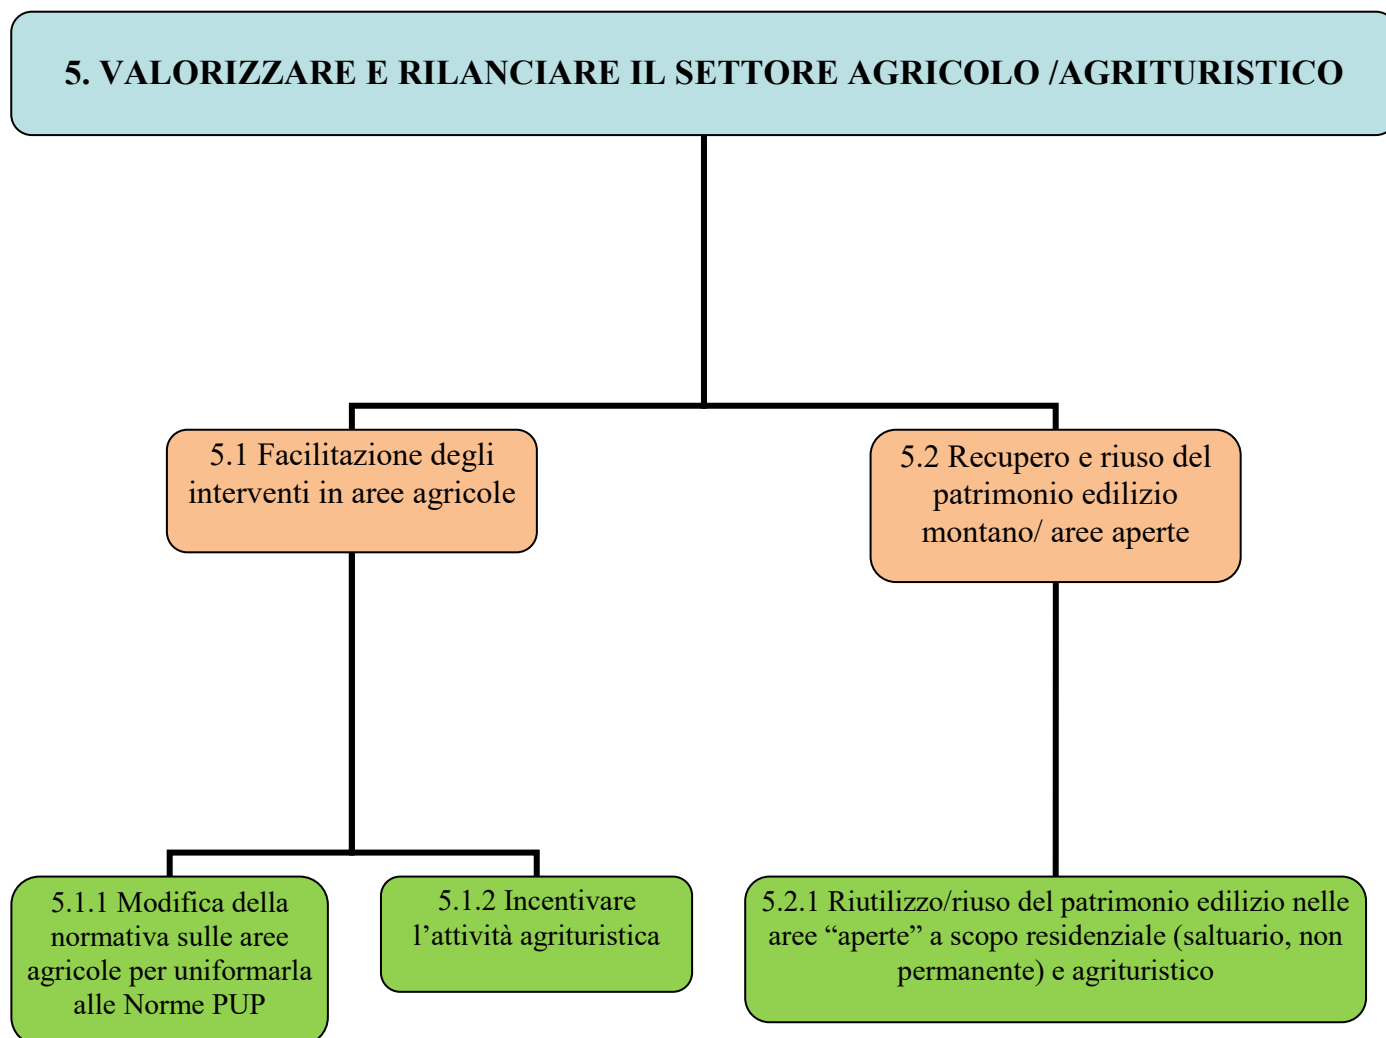 5. VALORIZZARE E RILANCIARE IL SETTORE AGRICOLO /AGRITURISTICO
5.1 Facilitazione degli
interventi in aree agricole
5.2 Recupero e riuso del
patrimonio edilizio
montano/ aree aperte
5.1.1 Modifica della
normativa sulle aree
agricole per uniformarla
alle Norme PUP
5.1.2 Incentivare
l’attività agrituristica
5.2.1 Riutilizzo/riuso del patrimonio edilizio nelle
aree “aperte” a scopo residenziale (saltuario, non
permanente) e agrituristico